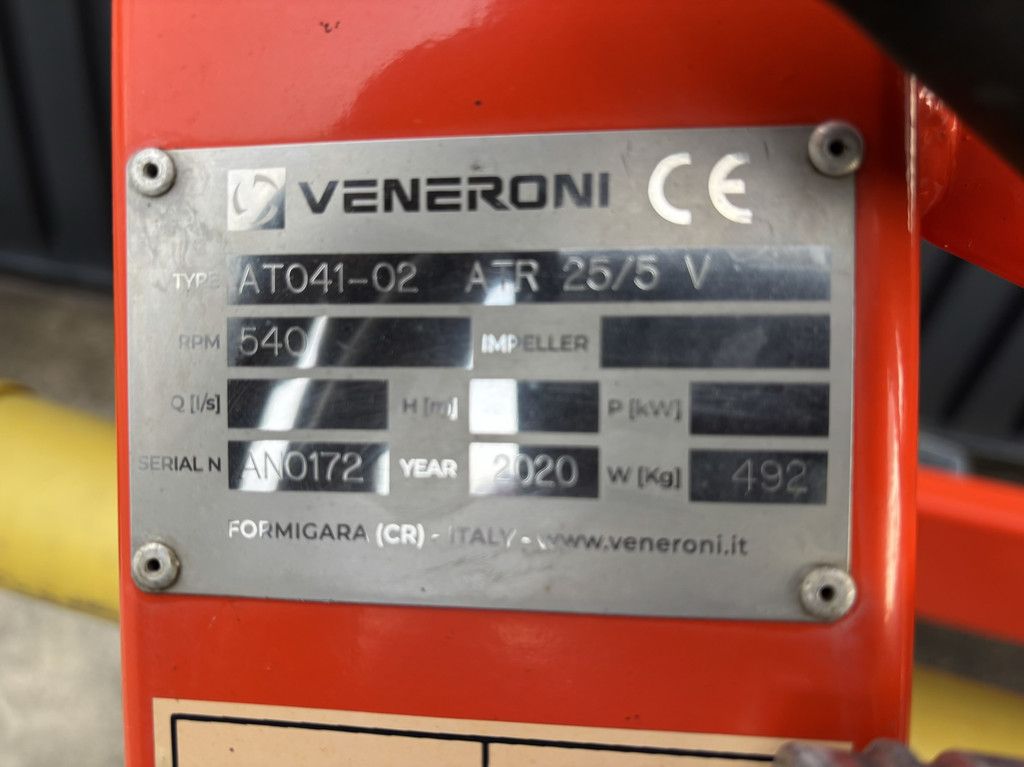 VENERONI CE
TYPE AT041-02 ATR 25/5 V
RPM 540 IMPELLER
Q [l/s] H [m] P [kW]
SERIAL N AN0172 YEAR 2020 W [Kg] 492
FORMIGARA (CR) - ITALY - www.veneroni.it